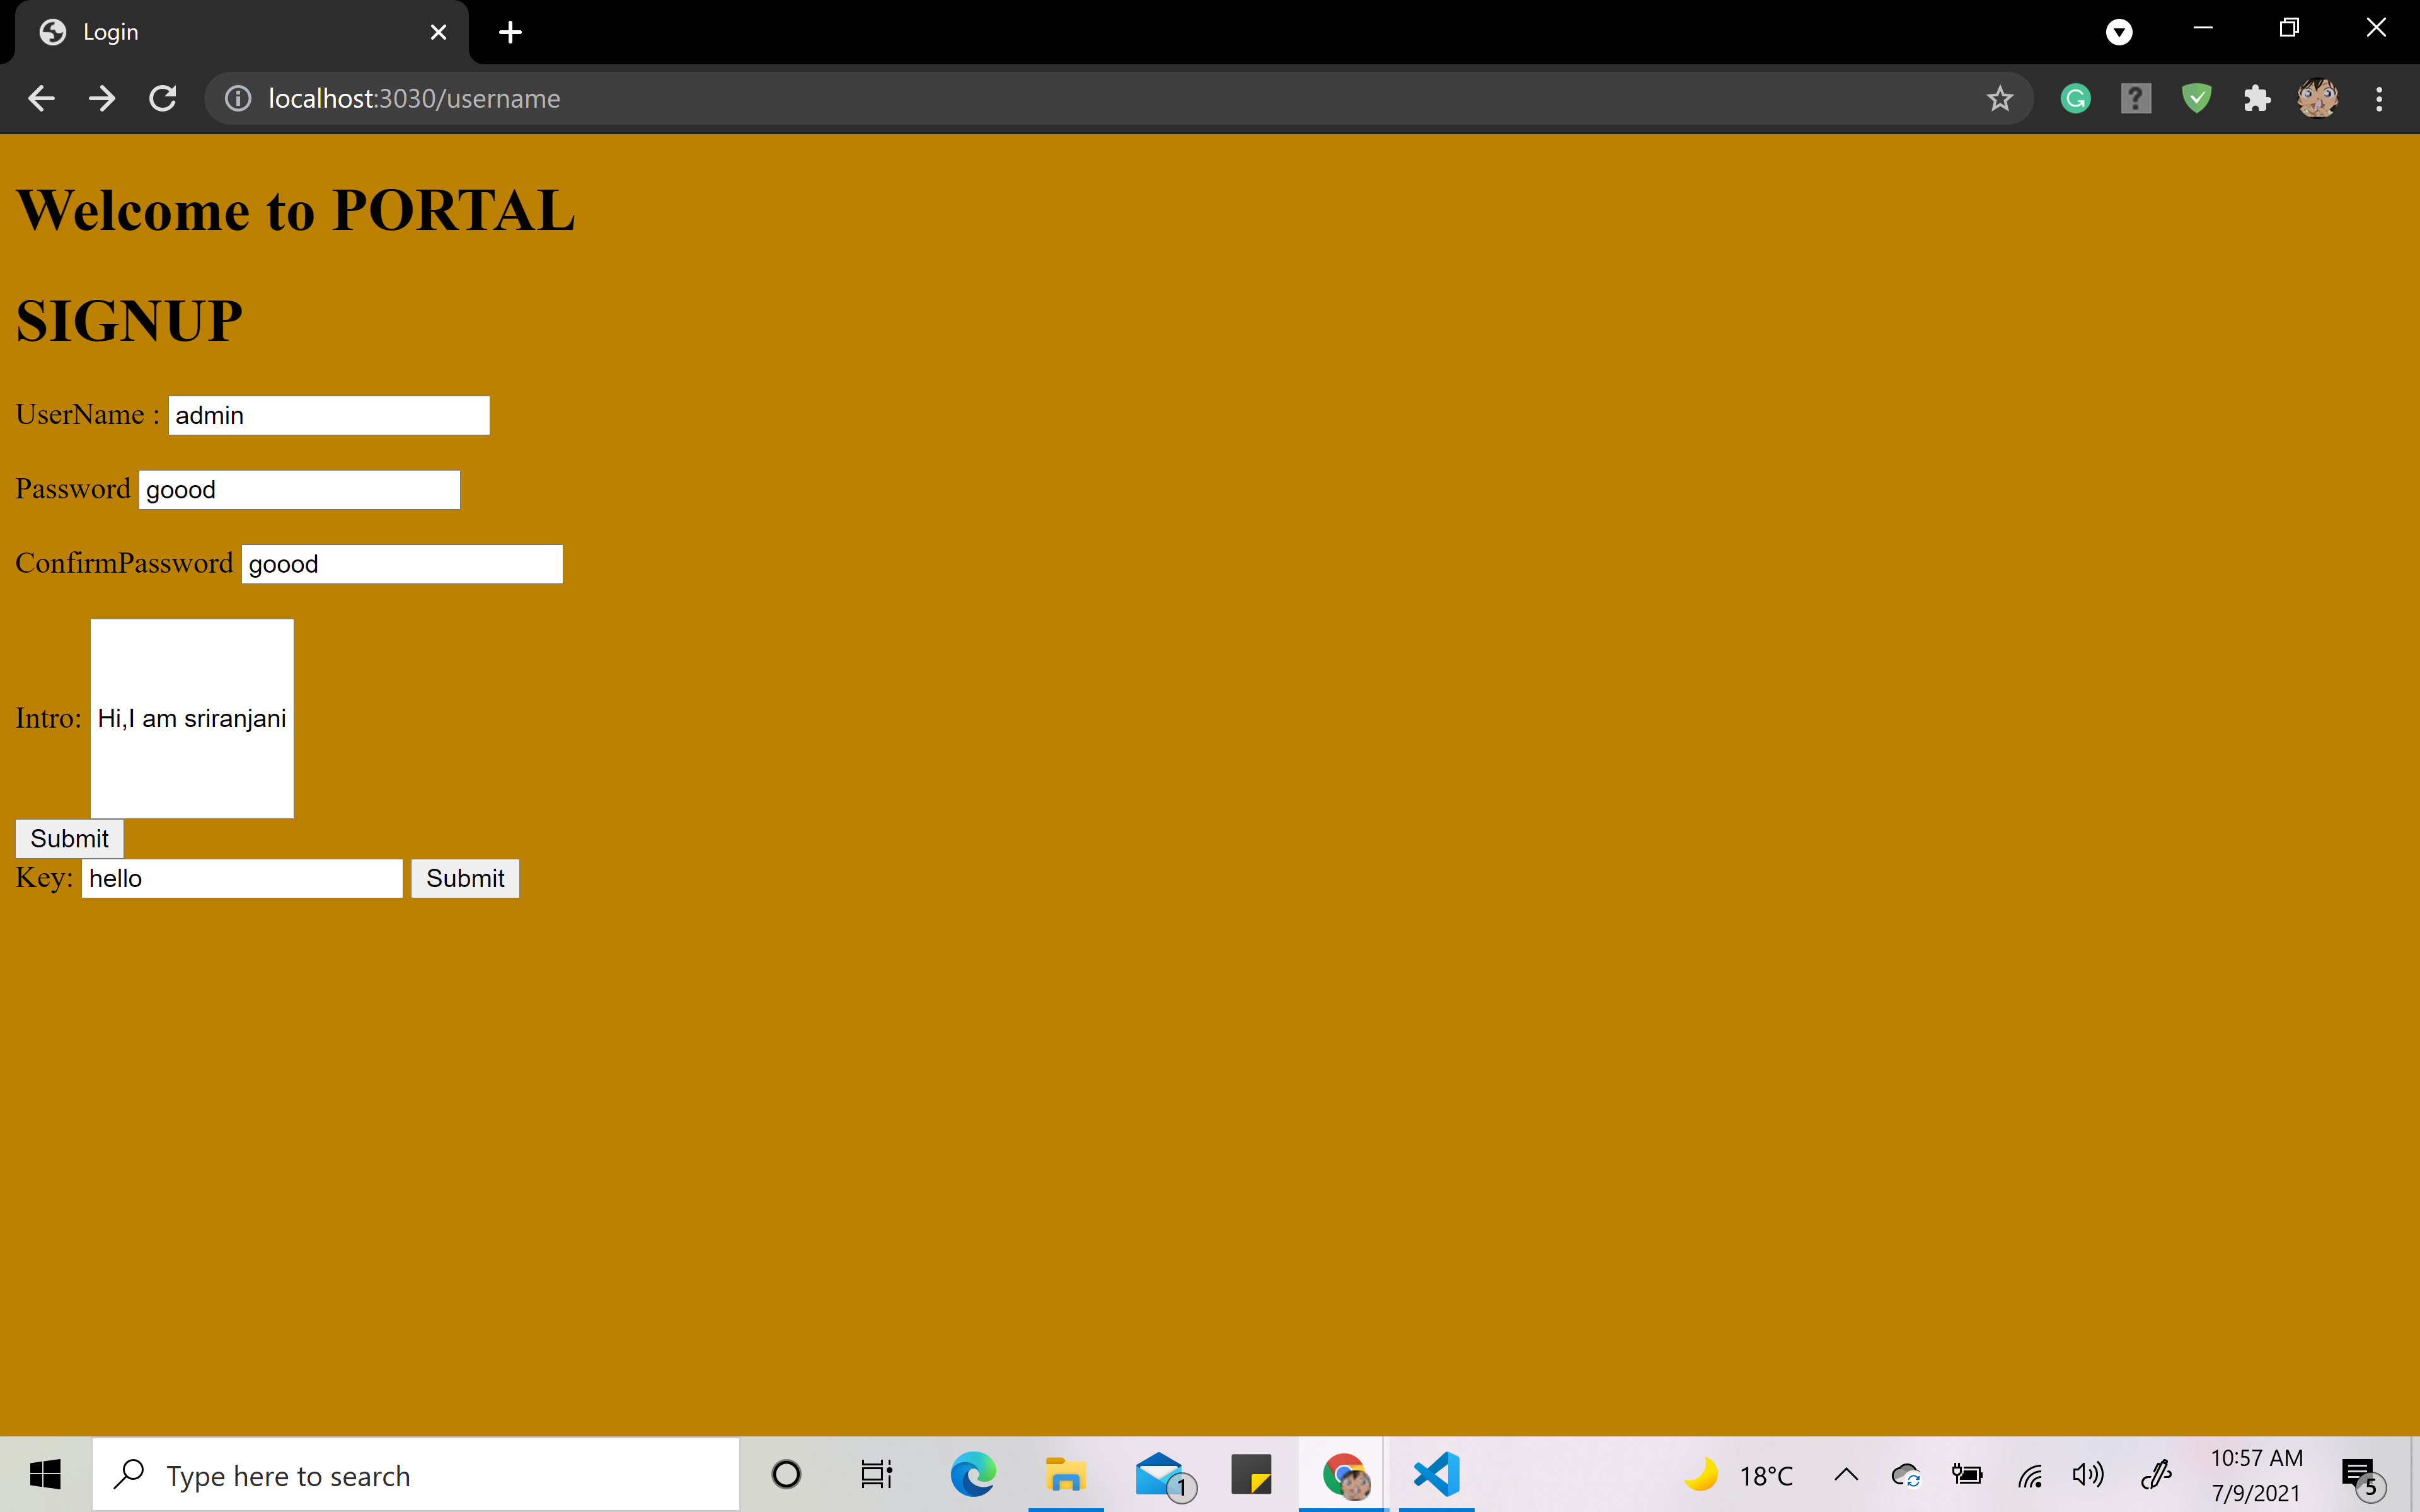 Login
localhost:3030/username
Welcome to PORTAL
SIGNUP
UserName : admin
Password goood
ConfirmPassword goood
Intro: Hi,I am sriranjani
Submit
Key: hello Submit
Type here to search
1
18°C
10:57 AM
7/9/2021
5